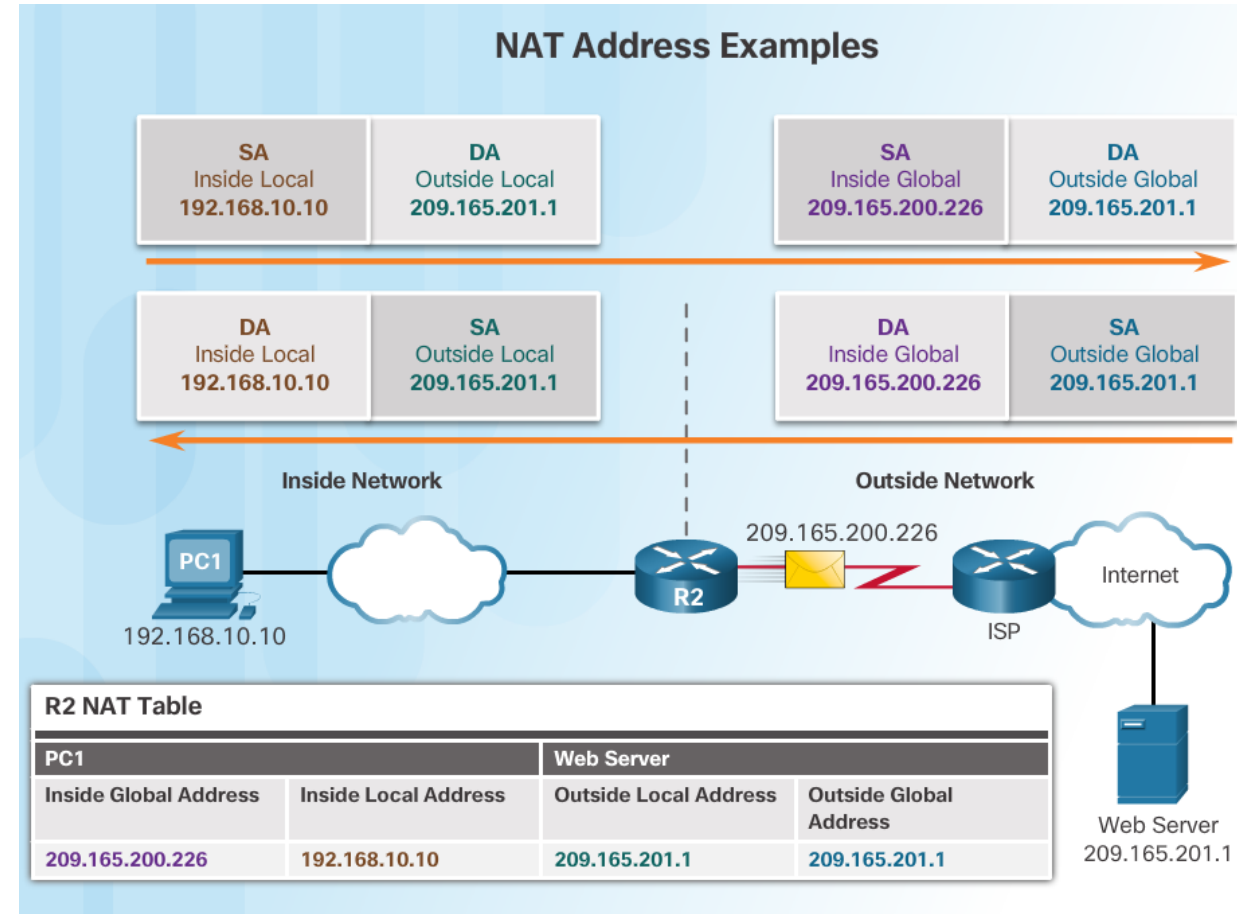 NAT Address Examples
SA
Inside Local
192.168.10.10
DA
Outside Local
209.165.201.1
SA
Inside Global
209.165.200.226
DA
Outside Global
209.165.201.1
DA
Inside Local
192.168.10.10
SA
Outside Local
209.165.201.1
DA
Inside Global
209.165.200.226
SA
Outside Global
209.165.201.1
Inside Network
Outside Network
209.165.200.226
PC1
R2
Internet
192.168.10.10
ISP
R2 NAT Table
PC1
Web Server
Inside Global Address
Inside Local Address
Outside Local Address
Outside Global
Address
209.165.200.226
192.168.10.10
209.165.201.1
209.165.201.1
Web Server
209.165.201.1